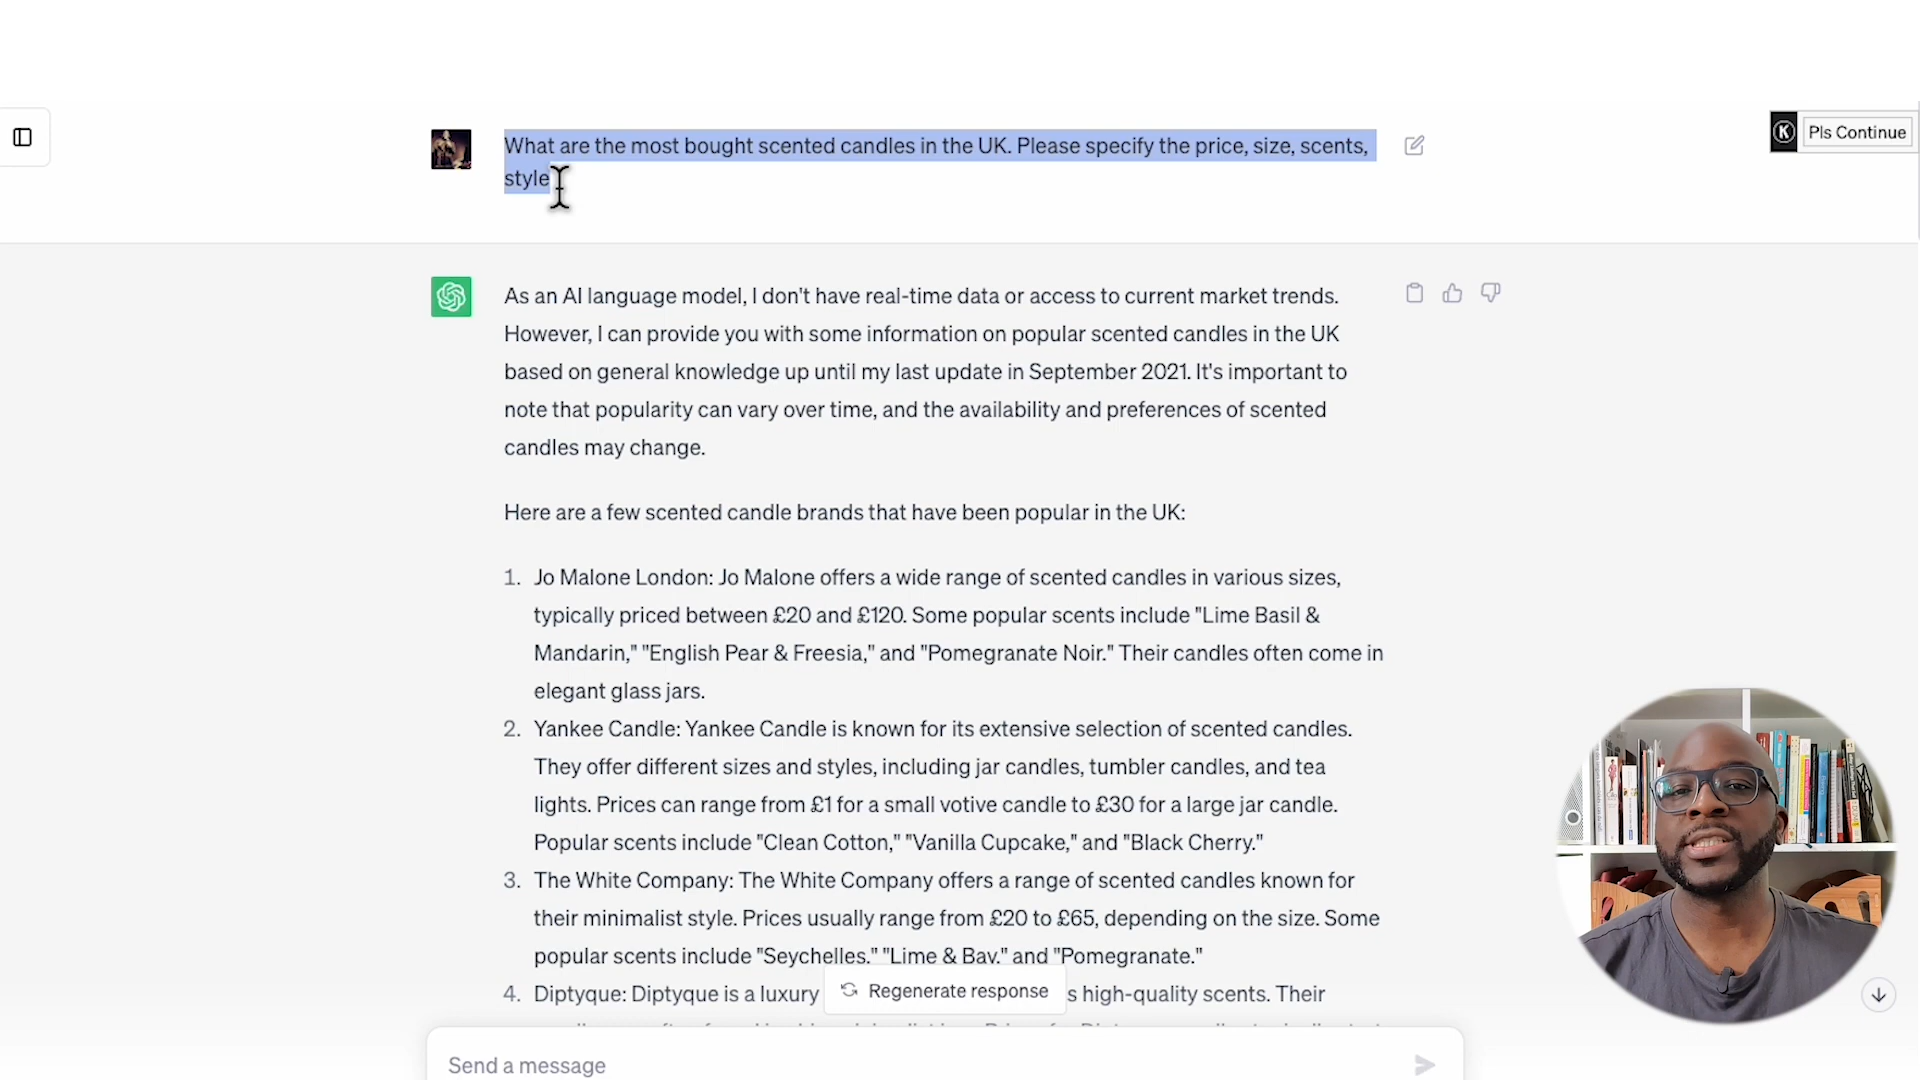 What are the most bought scented candles in the UK. Please specify the price, size, scents,
style
Pls Continue
As an AI language model, I don't have real-time data or access to current market trends.
However, I can provide you with some information on popular scented candles in the UK
based on general knowledge up until my last update in September 2021. It's important to
note that popularity can vary over time, and the availability and preferences of scented
candles may change.
Here are a few scented candle brands that have been popular in the UK:
1. Jo Malone London: Jo Malone offers a wide range of scented candles in various sizes,
typically priced between £20 and £120. Some popular scents include "Lime Basil &
Mandarin," "English Pear & Freesia," and "Pomegranate Noir." Their candles often come in
elegant glass jars.
2. Yankee Candle: Yankee Candle is known for its extensive selection of scented candles.
They offer different sizes and styles, including jar candles, tumbler candles, and tea
lights. Prices can range from £1 for a small votive candle to £30 for a large jar candle.
Popular scents include "Clean Cotton," "Vanilla Cupcake," and "Black Cherry."
3. The White Company: The White Company offers a range of scented candles known for
their minimalist style. Prices usually range from £20 to £65, depending on the size. Some
popular scents include "Seychelles," "Lime & Bay," and "Pomegranate."
4. Diptyque: Diptyque is a luxury
Regenerate response
s high-quality scents. Their
Send a message